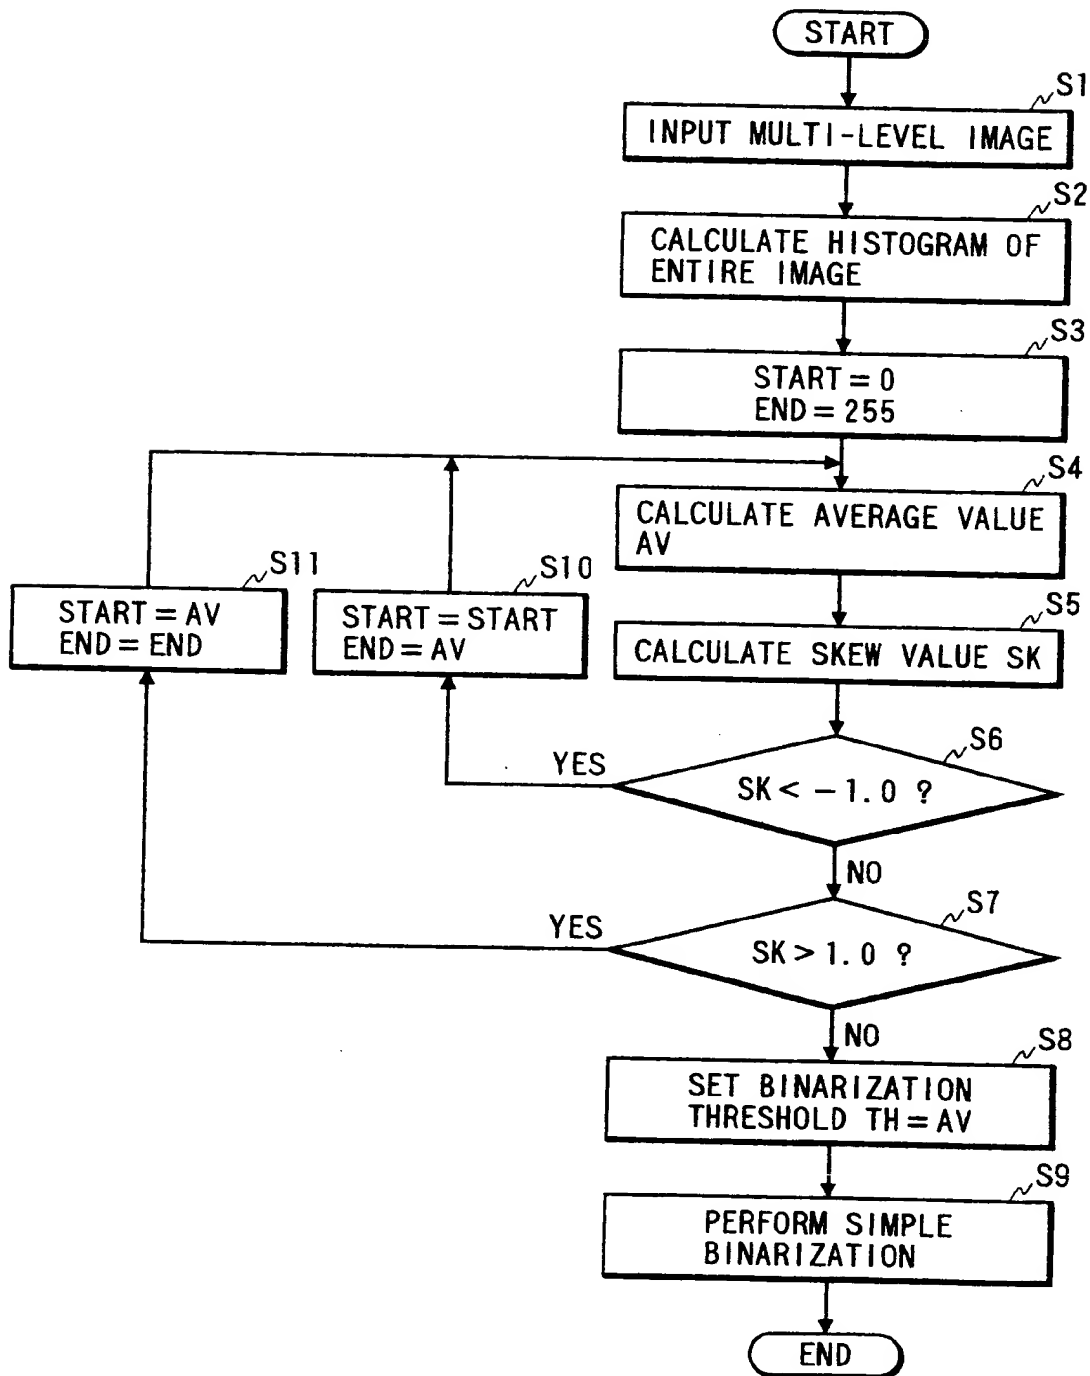 START
S1
INPUT MULTI-LEVEL IMAGE
S2
CALCULATE HISTOGRAM OF
ENTIRE IMAGE
S3
START = 0
END = 255
S4
CALCULATE AVERAGE VALUE
AV
S11
START = AV
END = END
S10
START = START
END = AV
S5
CALCULATE SKEW VALUE SK
S6
YES
SK < -1.0 ?
NO
S7
YES
SK > 1.0 ?
NO
S8
SET BINARIZATION
THRESHOLD TH = AV
S9
PERFORM SIMPLE
BINARIZATION
END